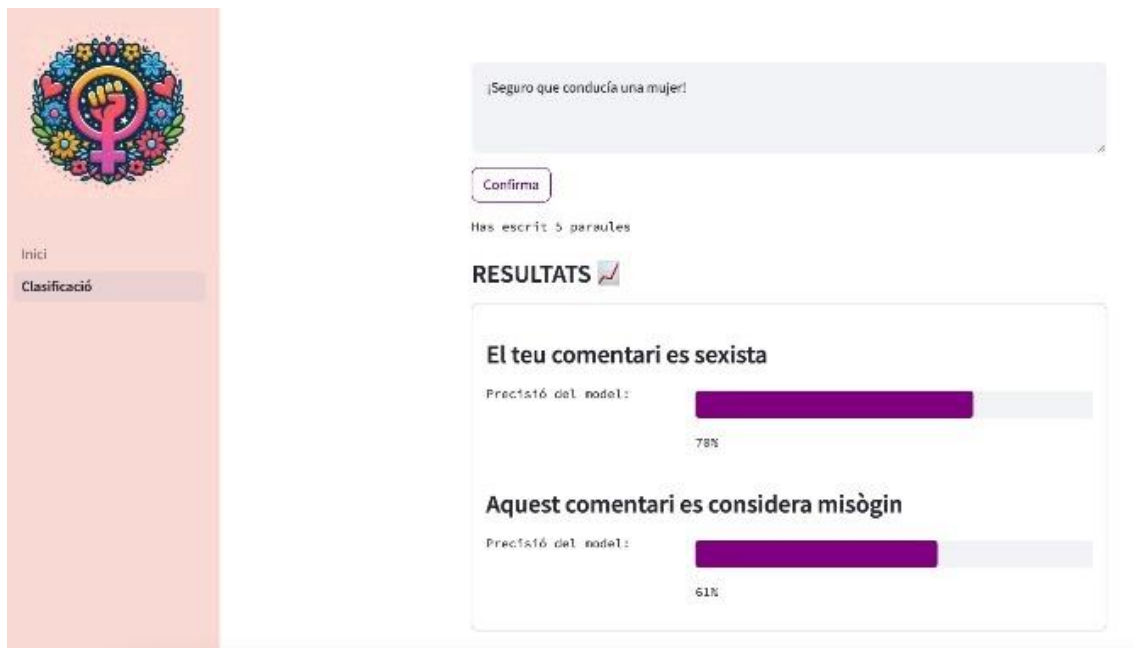 Inici
Clasificació
¡Seguro que conducía una mujer!
Confirma
Has escrit 5 paraules
RESULTATS
El teu comentari es sexista
Precisió del model:
78%
Aquest comentari es considera misògin
Precisió del model:
61%